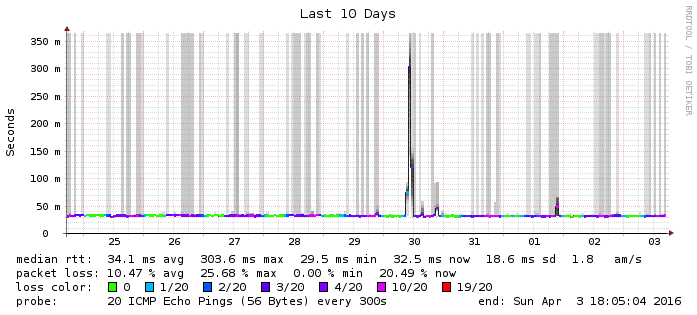 Last 10 Days
RRDTOOL / TOBI OETIKER
Seconds
350 m
300 m
250 m
200 m
150 m
100 m
50 m
0
25 26 27 28 29 30 31 01 02 03
median rtt: 34.1 ms avg 303.6 ms max 29.5 ms min 32.5 ms now 18.6 ms sd 1.8 am/s
packet loss: 10.47 % avg 25.68 % max 0.00 % min 20.49 % now
loss color: 0 1/20 2/20 3/20 4/20 10/20 19/20
probe: 20 ICMP Echo Pings (56 Bytes) every 300s end: Sun Apr 3 18:05:04 2016